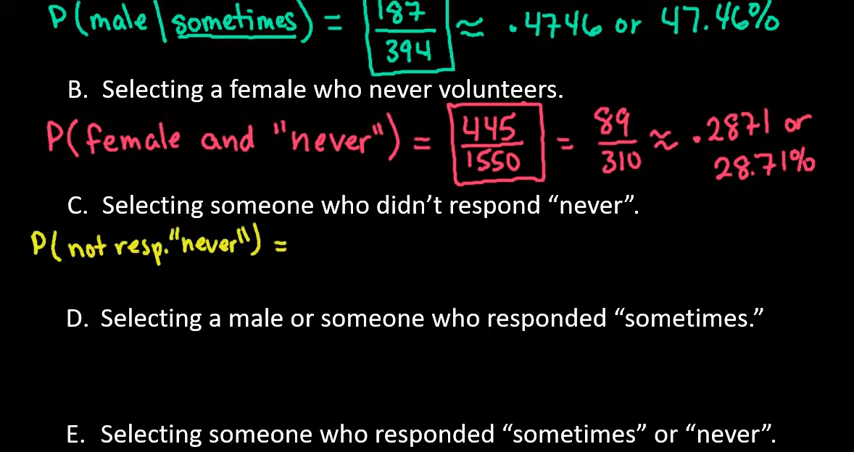 P(male | sometimes) = 187/394 ≈ .4746 or 47.46%
B. Selecting a female who never volunteers.
P(female and "never") = 445/1550 = 89/310 ≈ .2871 or 28.71%
C. Selecting someone who didn’t respond “never”.
P(not resp. "never") =
D. Selecting a male or someone who responded “sometimes.”
E. Selecting someone who responded “sometimes” or “never”.